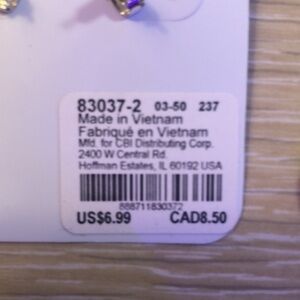 83037-2 03-50 237
Made in Vietnam
Fabriqué en Vietnam
Mfd. for CBI Distributing Corp.
2400 W Central Rd.
Hoffman Estates, IL 60192 USA
888711830372
US$6.99 CAD8.50